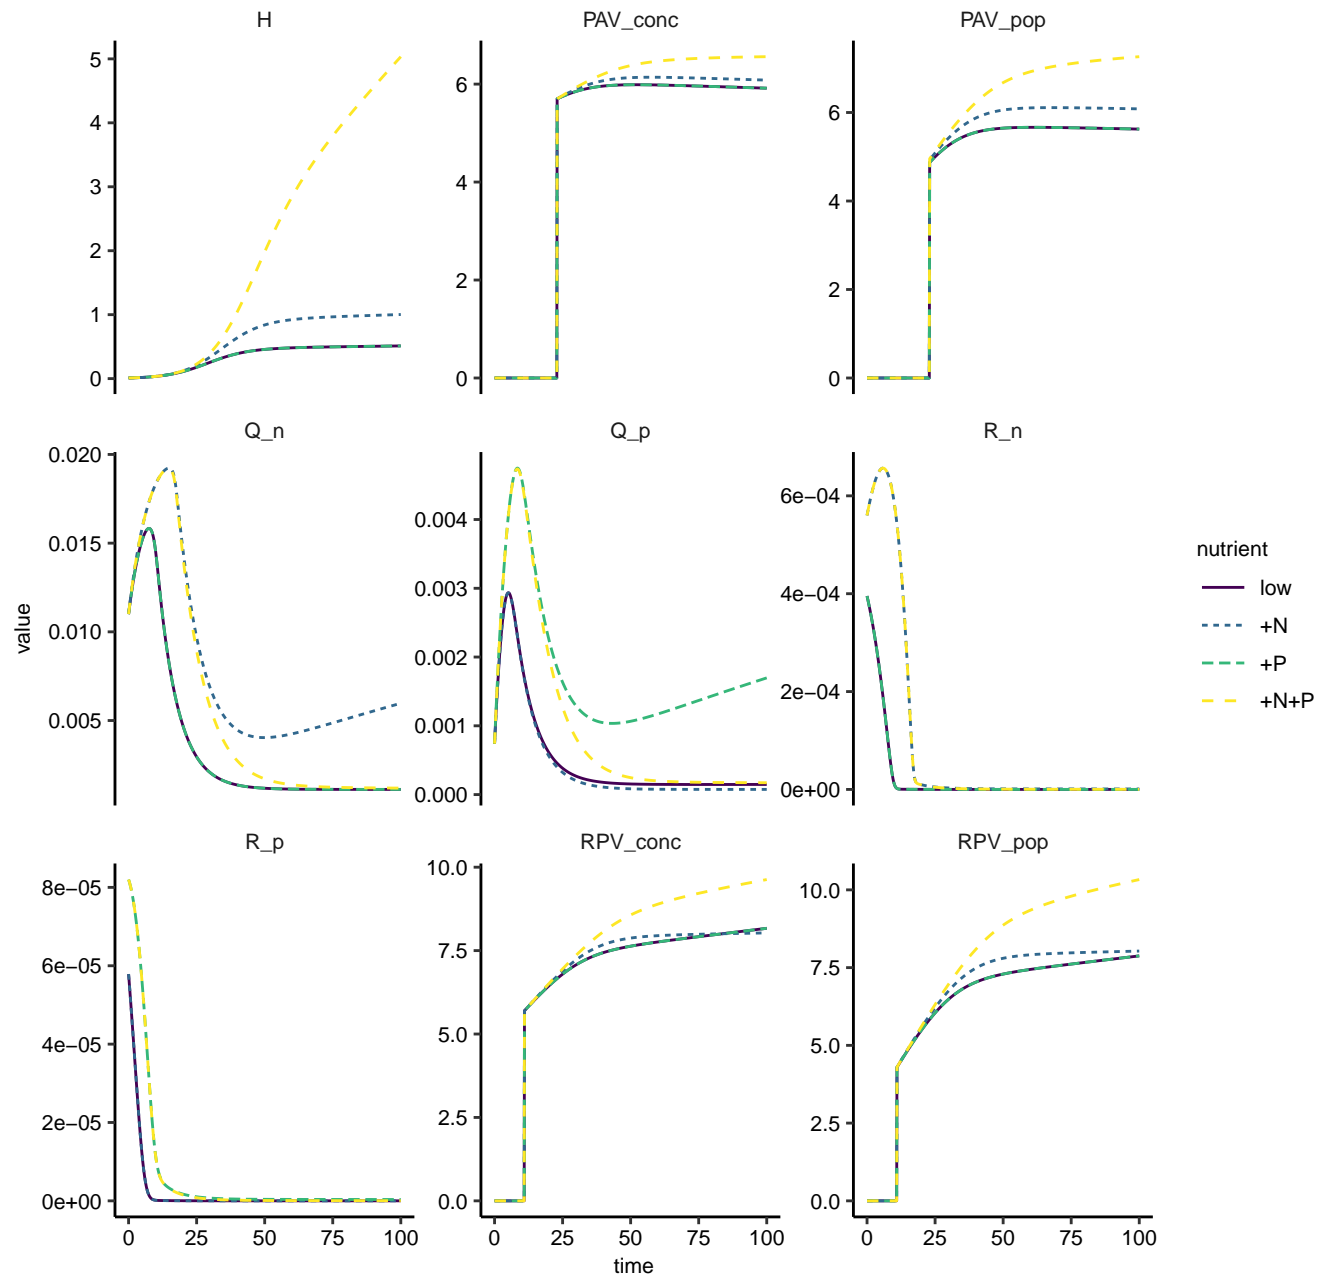 H
PAV_conc
PAV_pop
5
4
3
2
1
0
6
4
2
0
6
4
2
0
Q_n
Q_p
R_n
0.020
0.015
0.010
0.005
0.004
0.003
0.002
0.001
0.000
6e−04
4e−04
2e−04
0e+00
R_p
RPV_conc
RPV_pop
8e−05
6e−05
4e−05
2e−05
0e+00
10.0
7.5
5.0
2.5
0.0
10.0
7.5
5.0
2.5
0.0
0 25 50 75 100
0 25 50 75 100
0 25 50 75 100
time
value
nutrient
low
+N
+P
+N+P